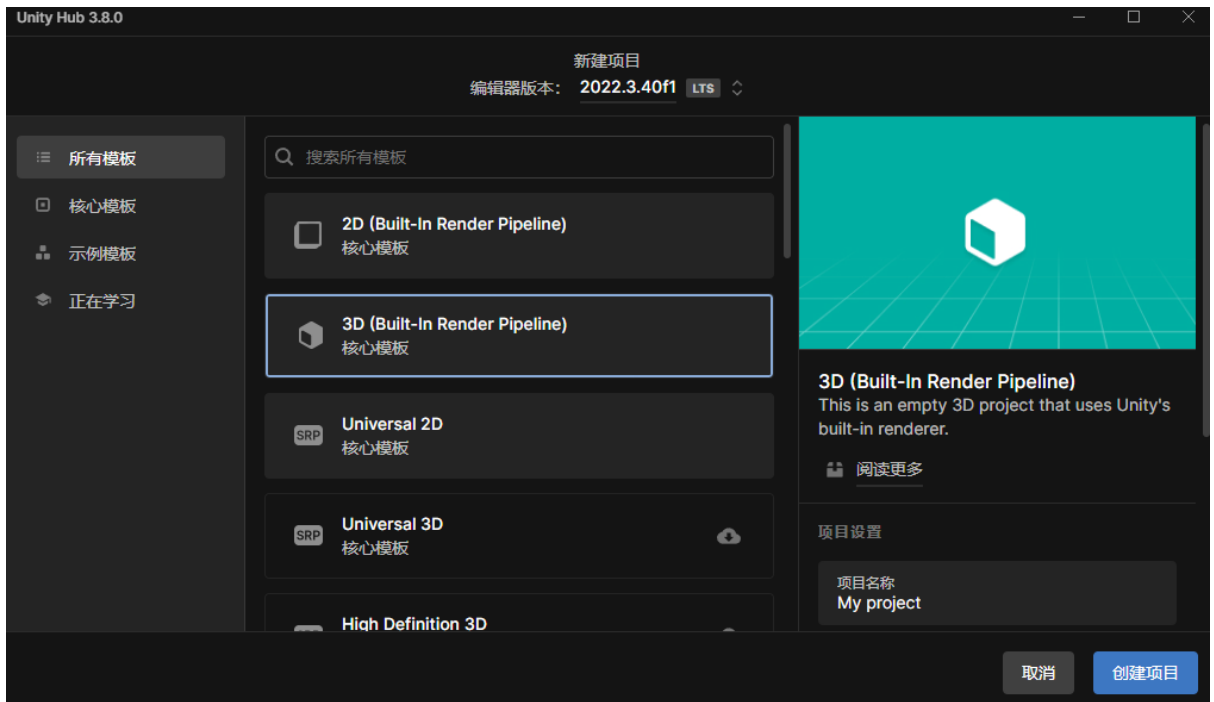 Unity Hub 3.8.0
新建项目
编辑器版本： 2022.3.40f1 LTS
所有模板
核心模板
示例模板
正在学习
搜索所有模板
2D (Built-In Render Pipeline)
核心模板
3D (Built-In Render Pipeline)
核心模板
SRP
Universal 2D
核心模板
SRP
Universal 3D
核心模板
High Definition 3D
3D (Built-In Render Pipeline)
This is an empty 3D project that uses Unity's
built-in renderer.
阅读更多
项目设置
项目名称
My project
取消
创建项目